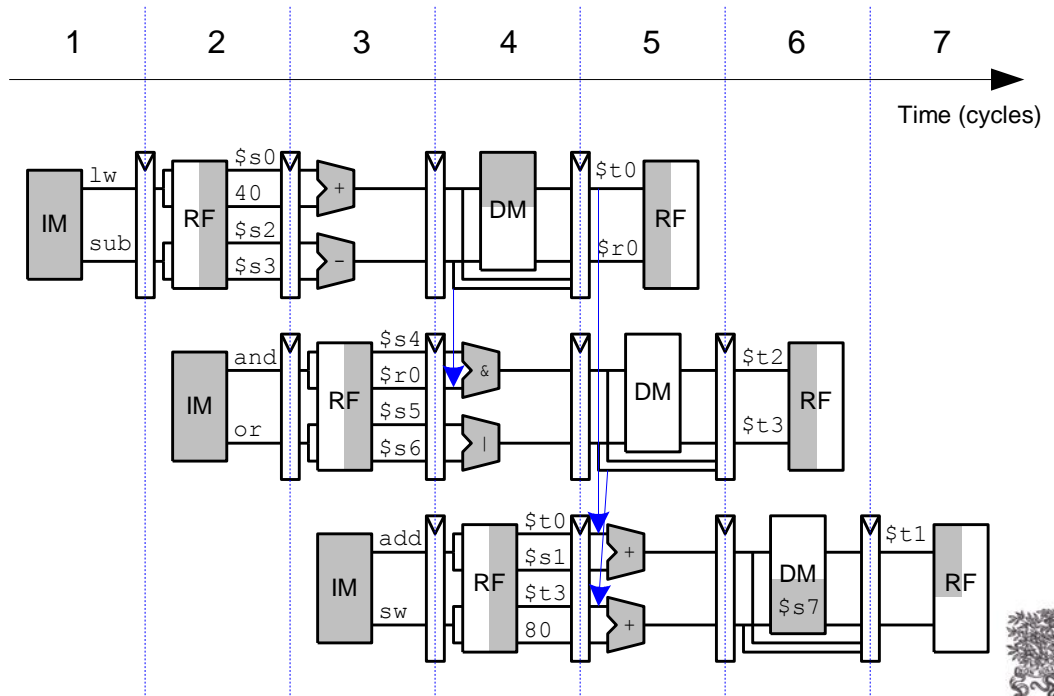 1 2 3 4 5 6 7
Time (cycles)
IM
lw
sub
RF
$s0
40
$s2
$s3
+
-
DM
$t0
$r0
RF
IM
and
or
RF
$s4
$r0
$s5
$s6
&
|
DM
$t2
$t3
RF
IM
add
sw
RF
$t0
$s1
$t3
80
+
+
DM
$s7
$t1
RF